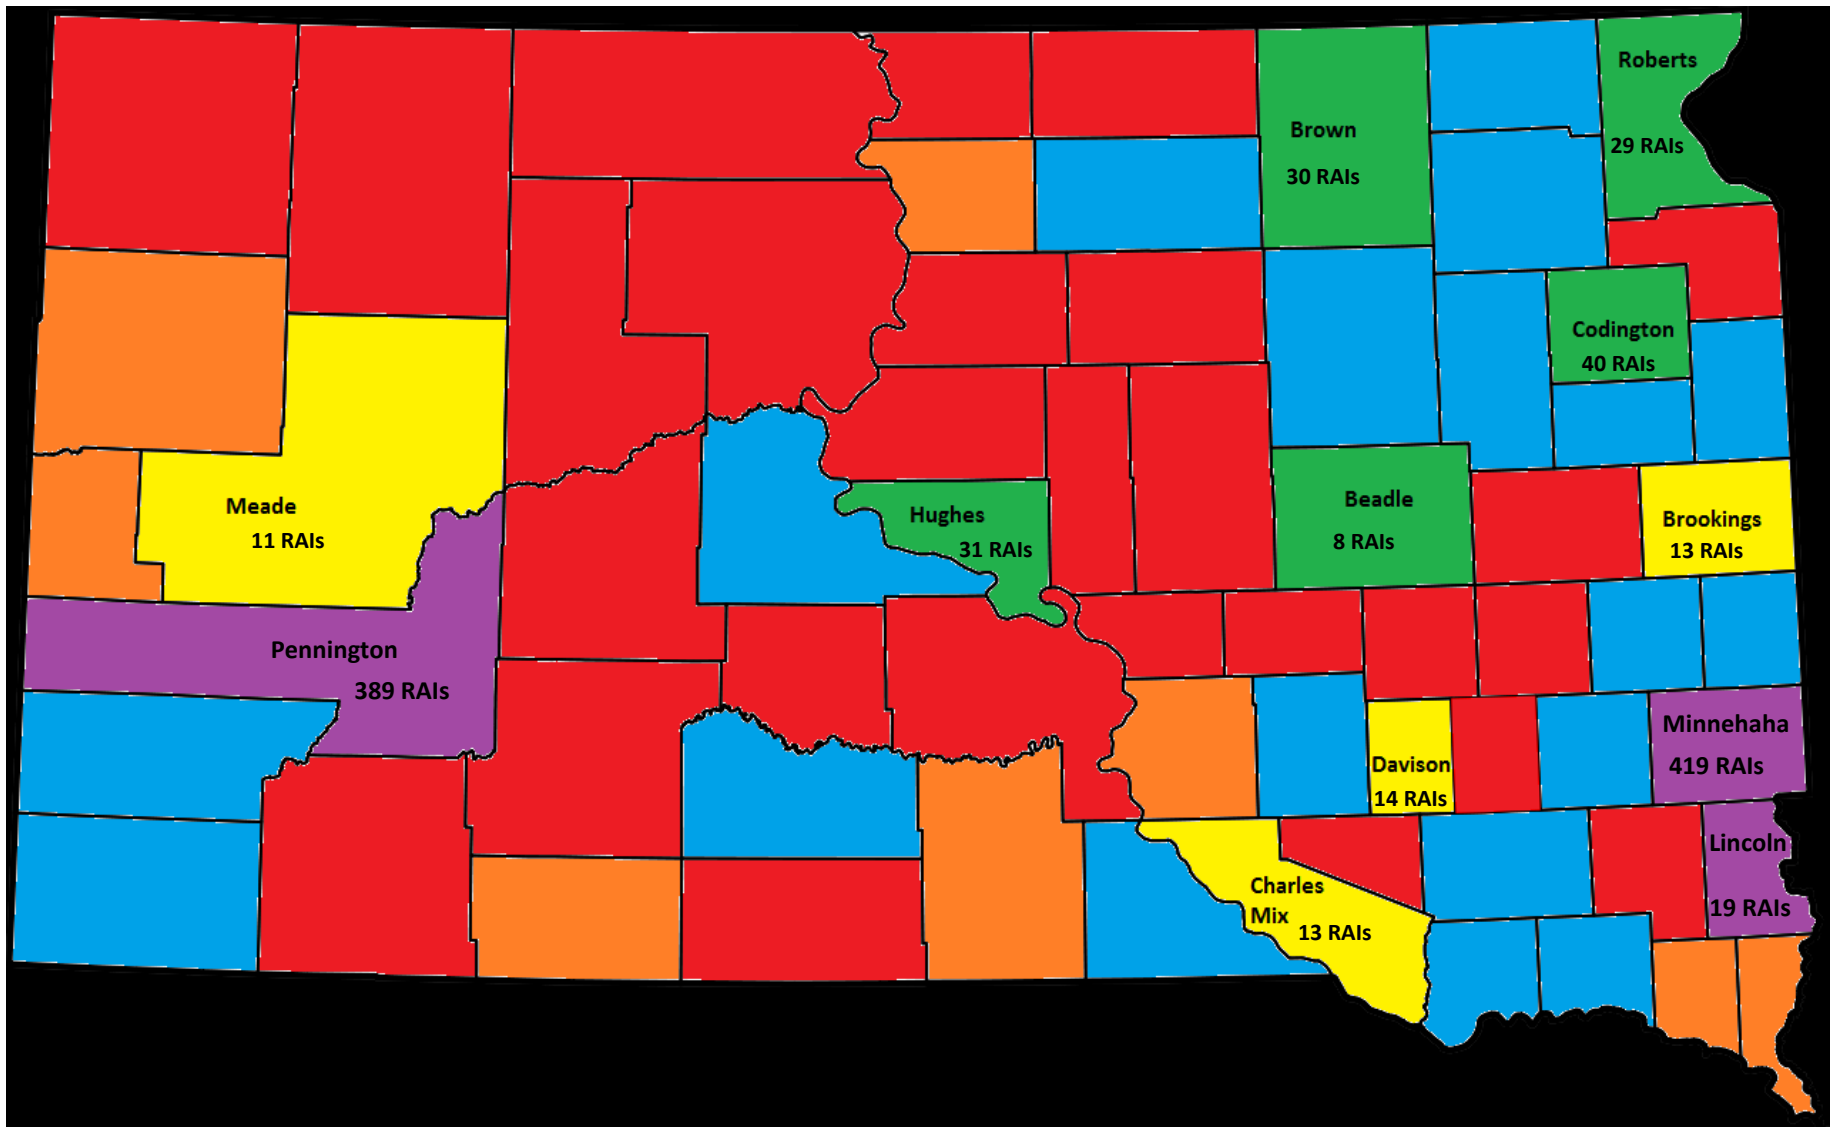 Roberts
29 RAIs
Brown
30 RAIs
Codington
40 RAIs
Meade
11 RAIs
Hughes
31 RAIs
Beadle
8 RAIs
Brookings
13 RAIs
Pennington
389 RAIs
Minnehaha
419 RAIs
Davison
14 RAIs
Lincoln
19 RAIs
Charles
Mix
13 RAIs